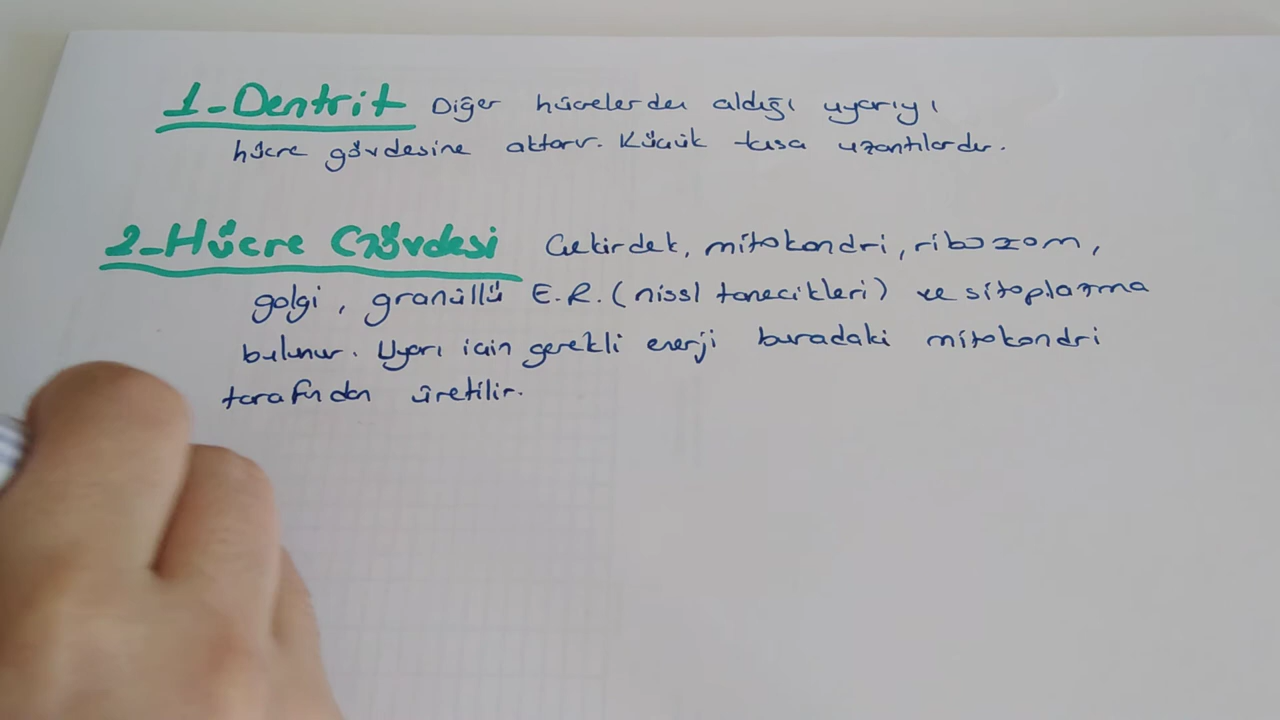 1-Dentrit Diğer hücrelerden aldığı uyarıyı
hücre gövdesine aktarır. Küçük kısa uzantılardır.
2-Hücre Gövdesi Çekirdek, mitokondri, ribozom,
golgi, granüllü E.R. (nissl tanecikleri) ve sitoplazma
bulunur. Uyarı için gerekli enerji buradaki mitokondri
tarafından üretilir.